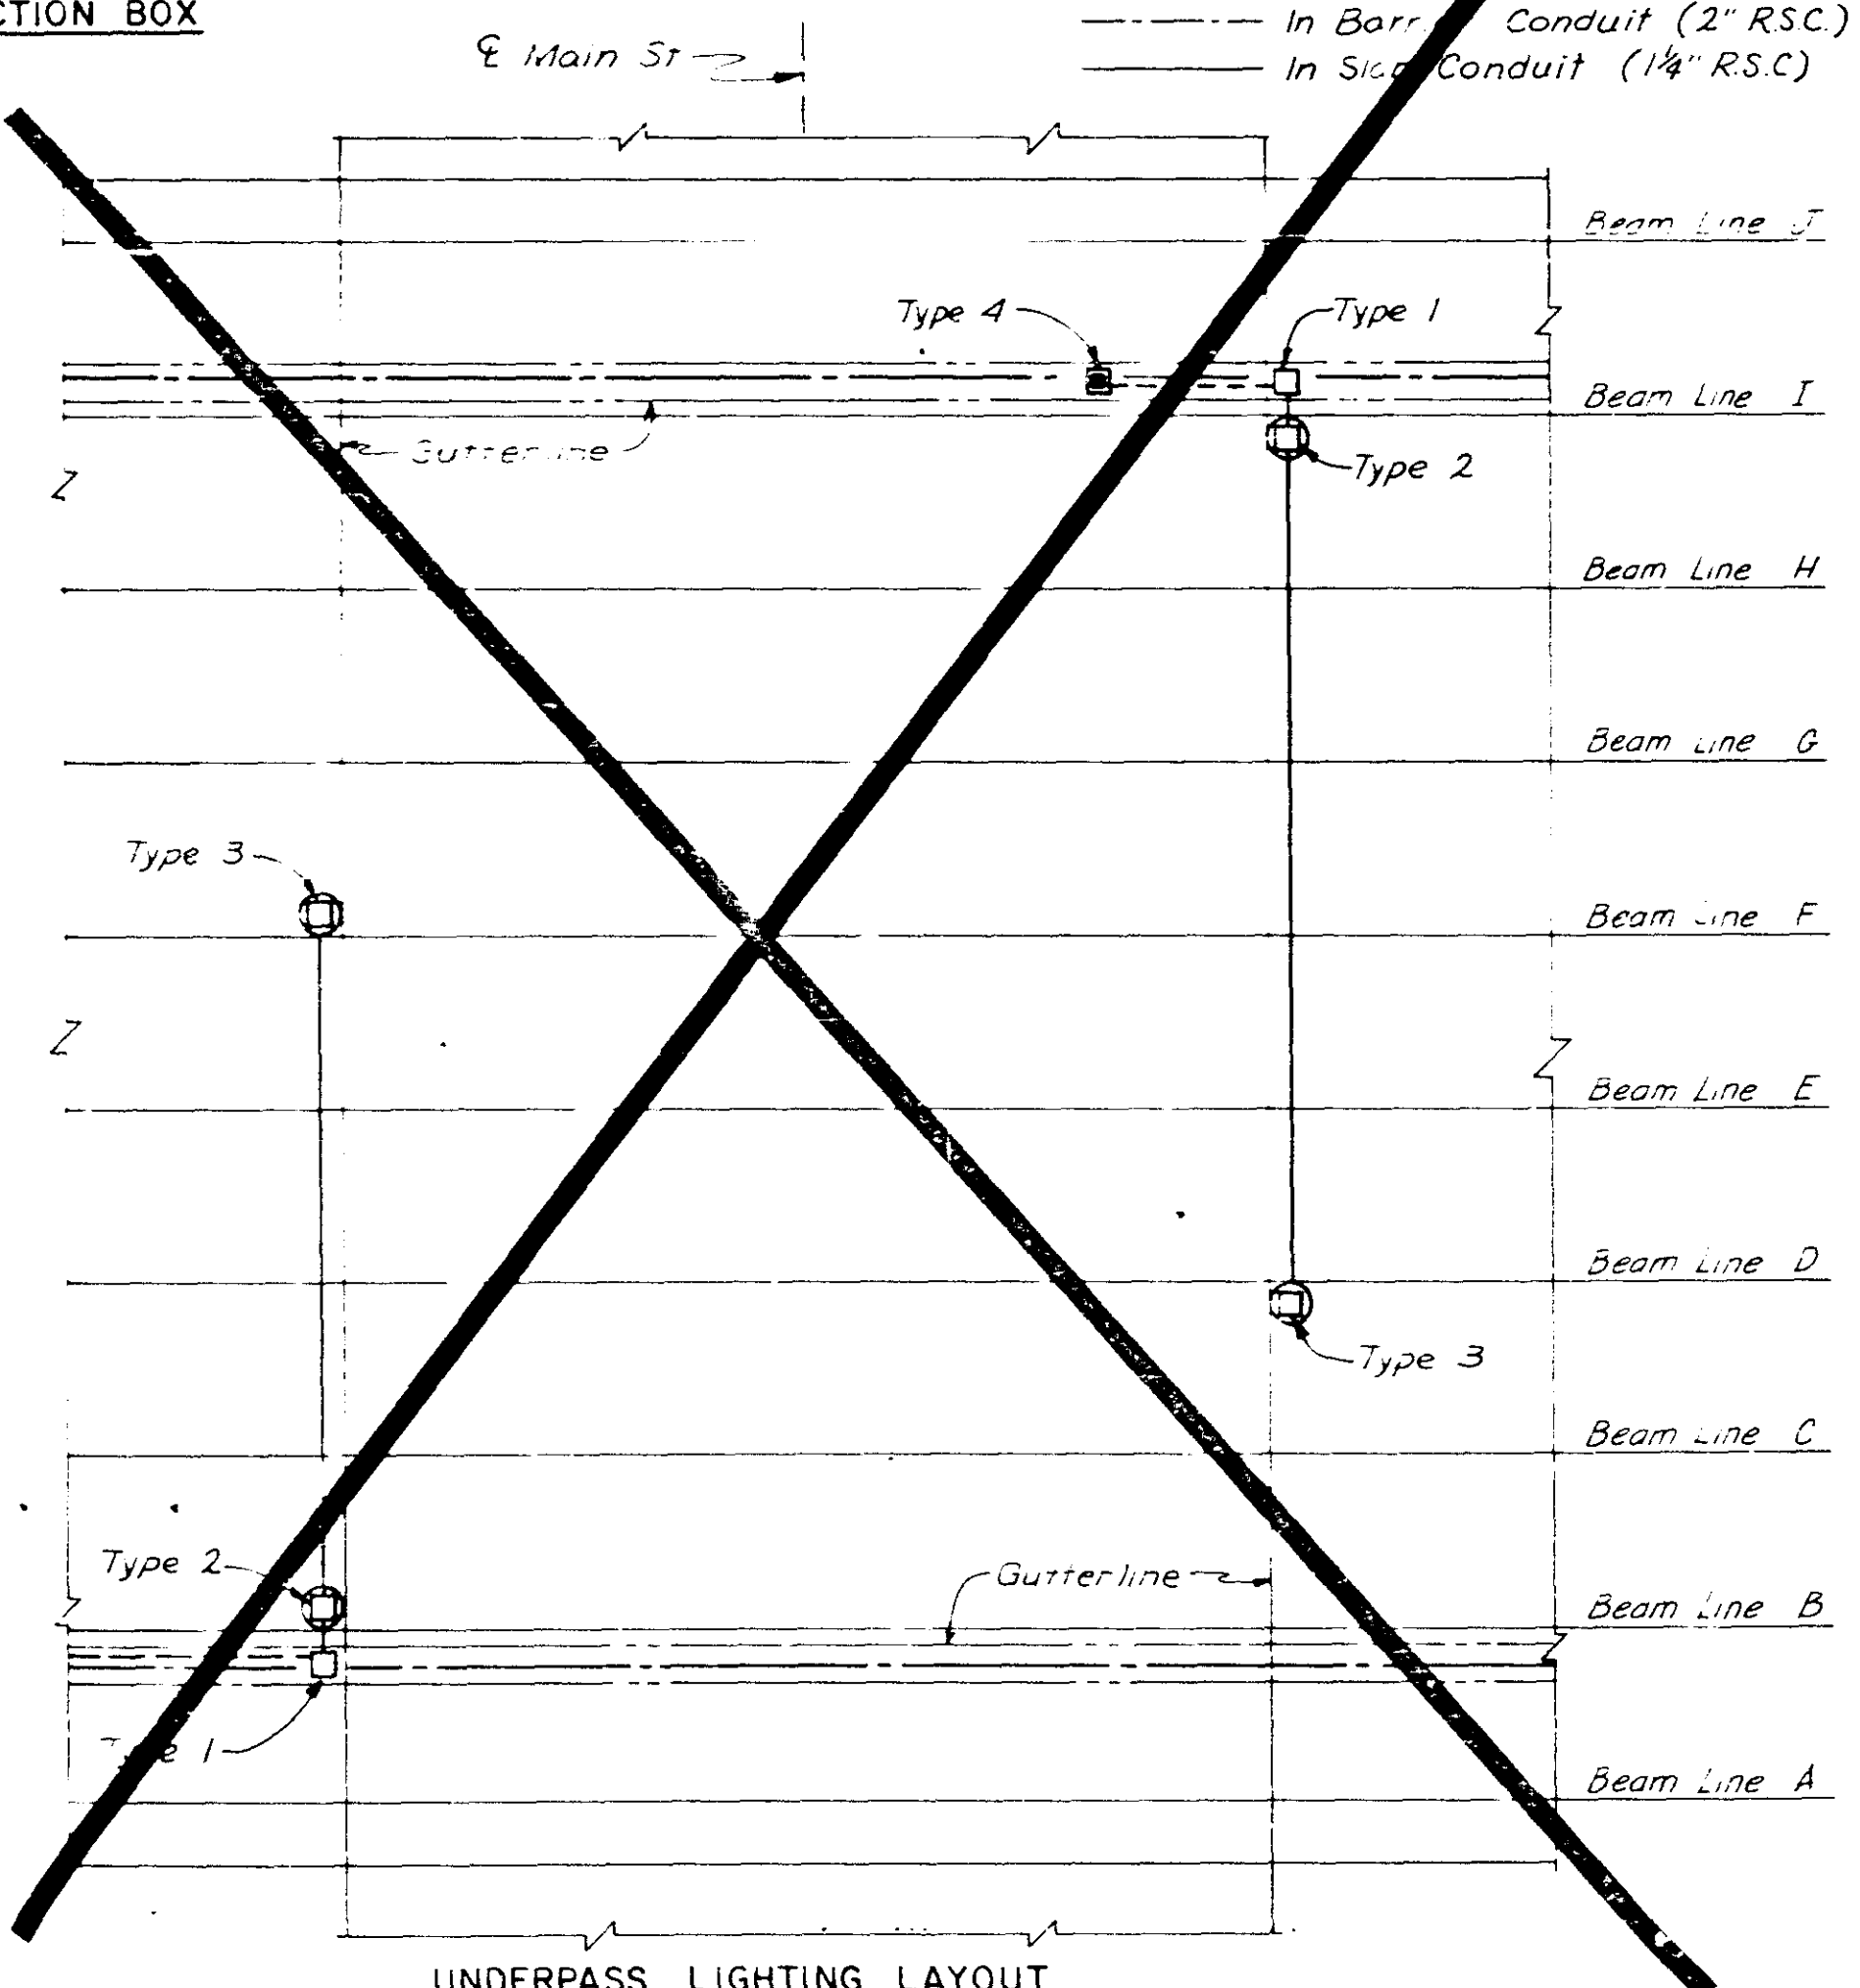 CTION BOX
In Barr Conduit (2" R.S.C.)
℄ Main St
In Slab Conduit (1¼" R.S.C)
Beam Line J
Type 4
Type 1
Beam Line I
Gutterline
Type 2
Beam Line H
Beam Line G
Type 3
Beam Line F
Beam Line E
Beam Line D
Type 3
Beam Line C
Type 2
Gutterline
Beam Line B
Type 1
Beam Line A
UNDERPASS LIGHTING LAYOUT